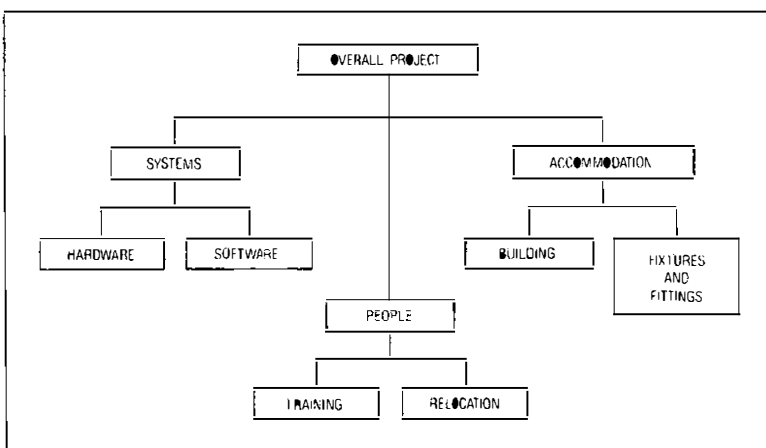 OVERALL PROJECT
SYSTEMS
ACCOMMODATION
HARDWARE
SOFTWARE
BUILDING
FIXTURES
AND
FITTINGS
PEOPLE
TRAINING
RELOCATION